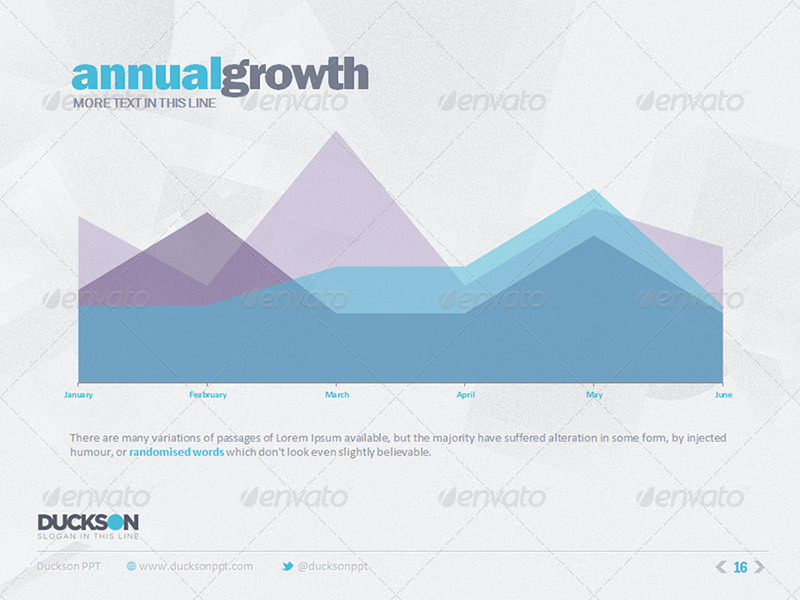 annualgrowth
MORE TEXT IN THIS LINE
envato envato envato envato
envato envato envato envato
January Fearbruary March April May June
There are many variations of passages of Lorem Ipsum available, but the majority have suffered alteration in some form, by injected
humour, or randomised words which don't look even slightly believable.
envato envato envato envato
DUCKSON
SLOGAN IN THIS LINE
Duckson PPT www.ducksonppt.com @ducksonppt 16